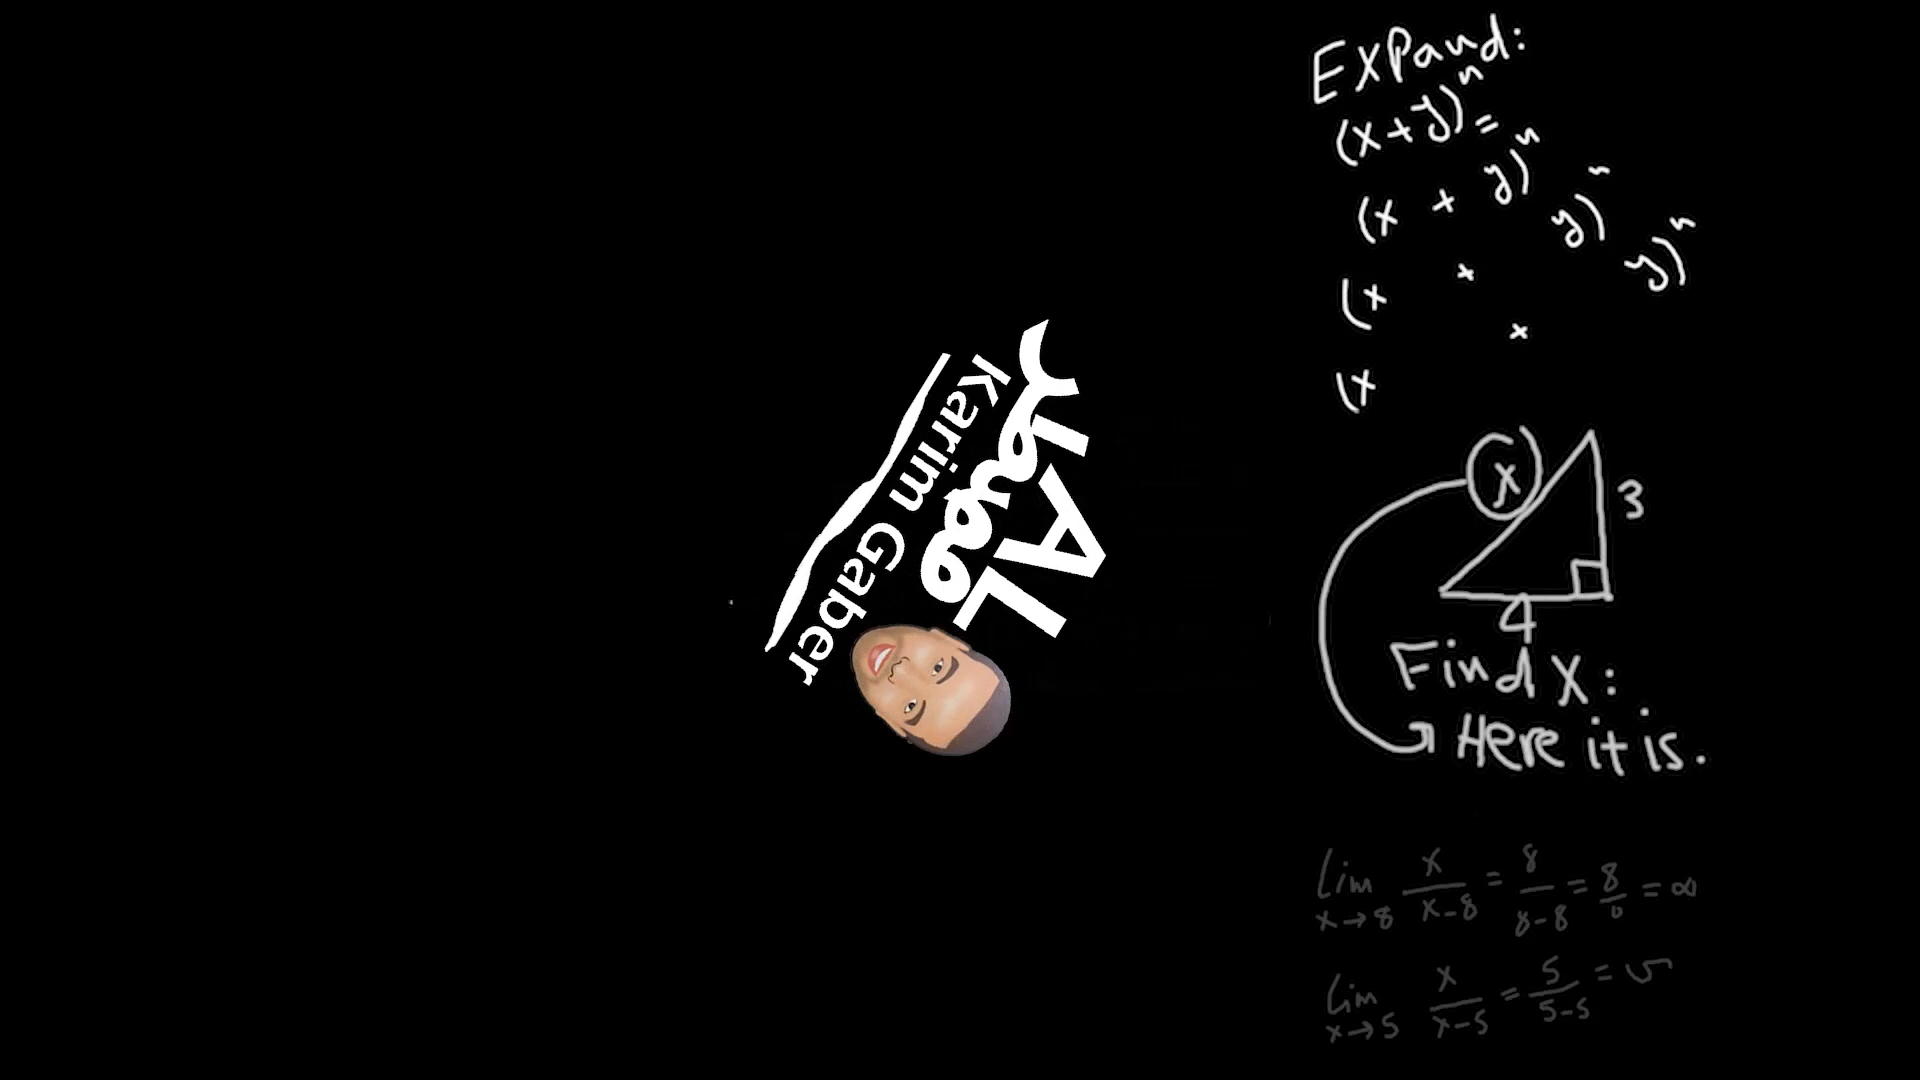 EXPand:
(x+y)ⁿ=
(x + y)ⁿ
(x + y)ⁿ
(x + y)ⁿ
x
3
4
Find X:
Here it is.
lim x→8 x/(x-8) = 8/(8-8) = 8/0 = ∞
lim x→5 x/(x-5) = 5/(5-5) = 5
AL
Karim Gaber